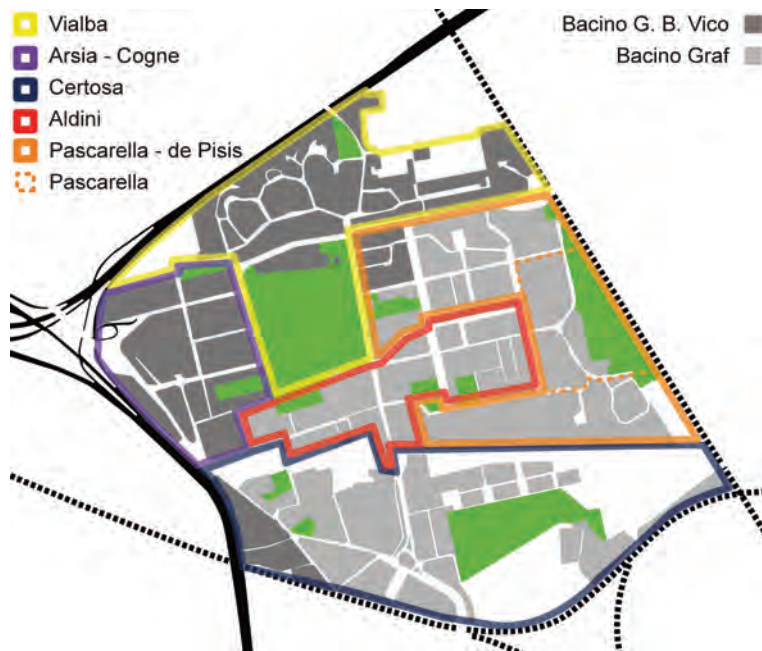 Vialba
Arsia - Cogne
Certosa
Aldini
Pascarella - de Pisis
Pascarella
Bacino G. B. Vico
Bacino Graf